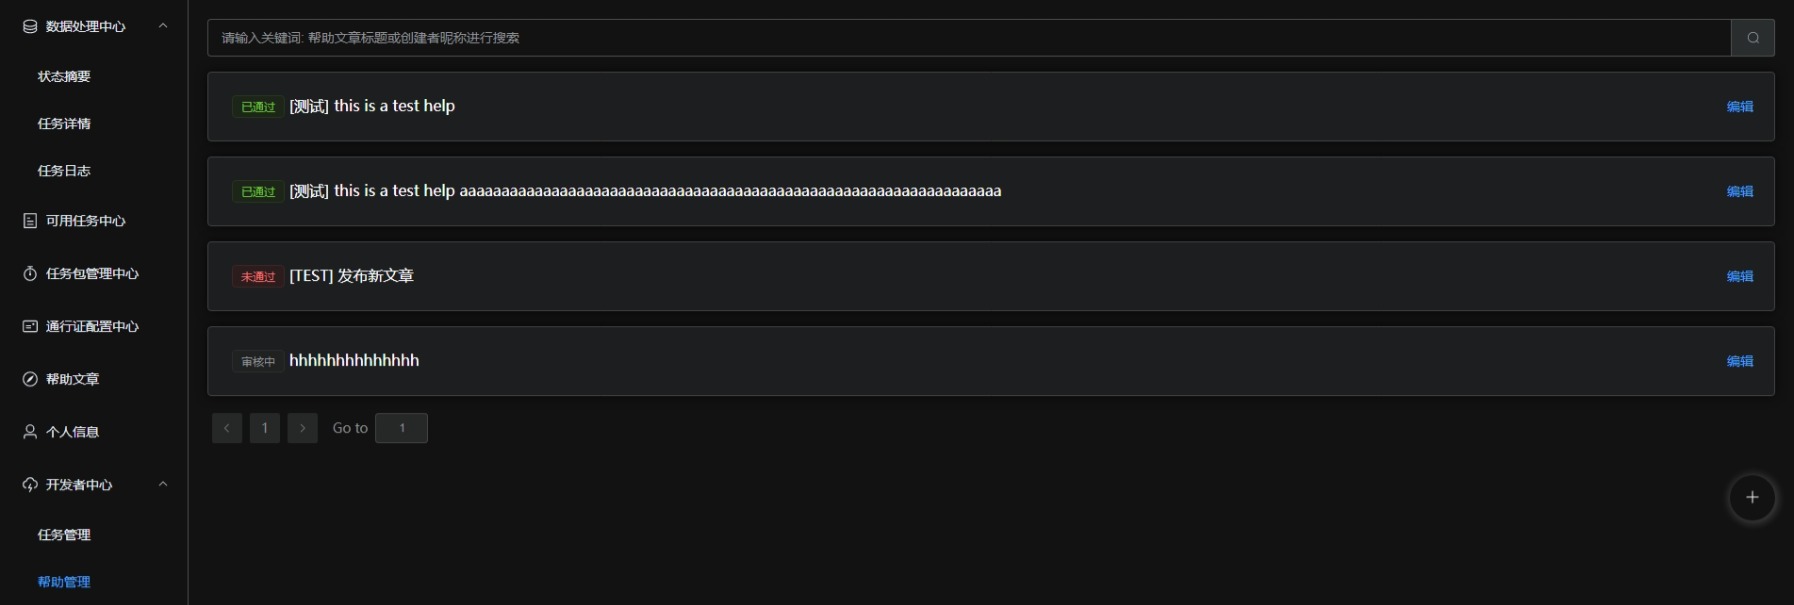 数据处理中心
状态摘要
任务详情
任务日志
可用任务中心
任务包管理中心
通行证配置中心
帮助文章
个人信息
开发者中心
任务管理
帮助管理
请输入关键词: 帮助文章标题或创建者昵称进行搜索
已通过 [测试] this is a test help 编辑
已通过 [测试] this is a test help aaaaaaaaaaaaaaaaaaaaaaaaaaaaaaaaaaaaaaaaaaaaaaaaaaaaaaaaaaaaaaaaa 编辑
未通过 [TEST] 发布新文章 编辑
审核中 hhhhhhhhhhhhhh 编辑
1 Go to 1